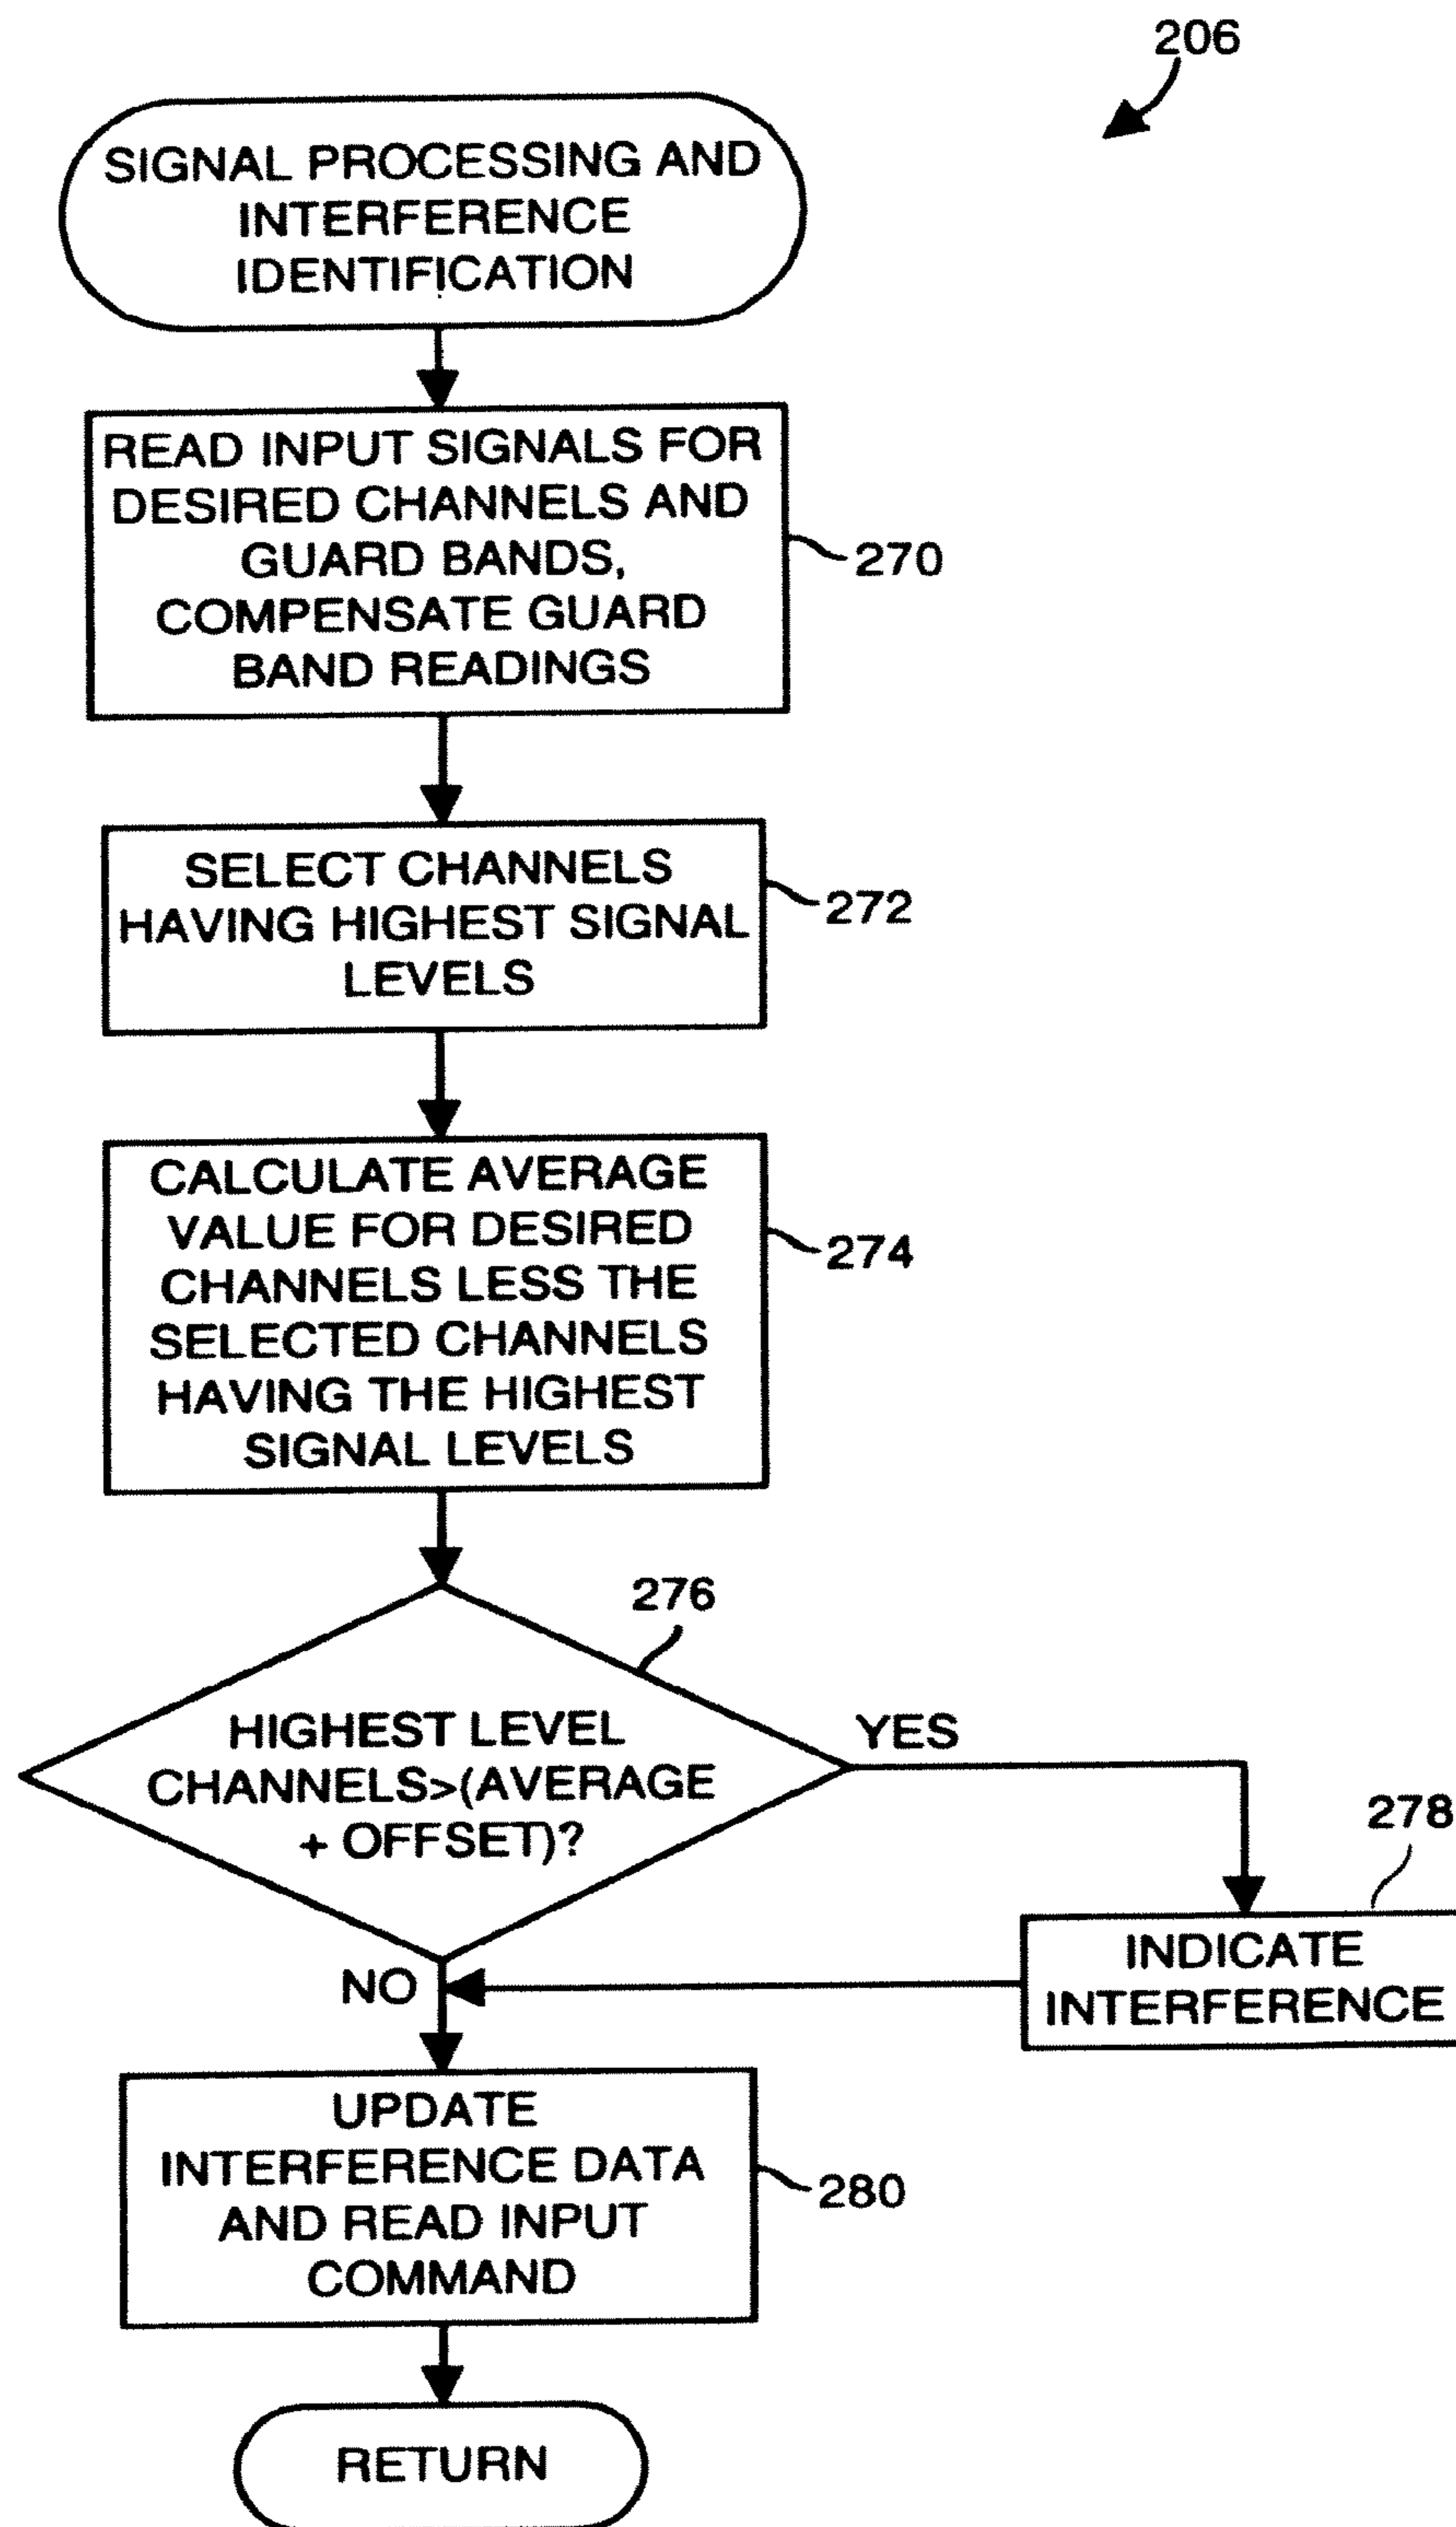 206
SIGNAL PROCESSING AND
INTERFERENCE
IDENTIFICATION
READ INPUT SIGNALS FOR
DESIRED CHANNELS AND
GUARD BANDS,
COMPENSATE GUARD
BAND READINGS
270
SELECT CHANNELS
HAVING HIGHEST SIGNAL
LEVELS
272
CALCULATE AVERAGE
VALUE FOR DESIRED
CHANNELS LESS THE
SELECTED CHANNELS
HAVING THE HIGHEST
SIGNAL LEVELS
274
276
HIGHEST LEVEL
CHANNELS>(AVERAGE
+ OFFSET)?
YES
278
INDICATE
INTERFERENCE
NO
UPDATE
INTERFERENCE DATA
AND READ INPUT
COMMAND
280
RETURN